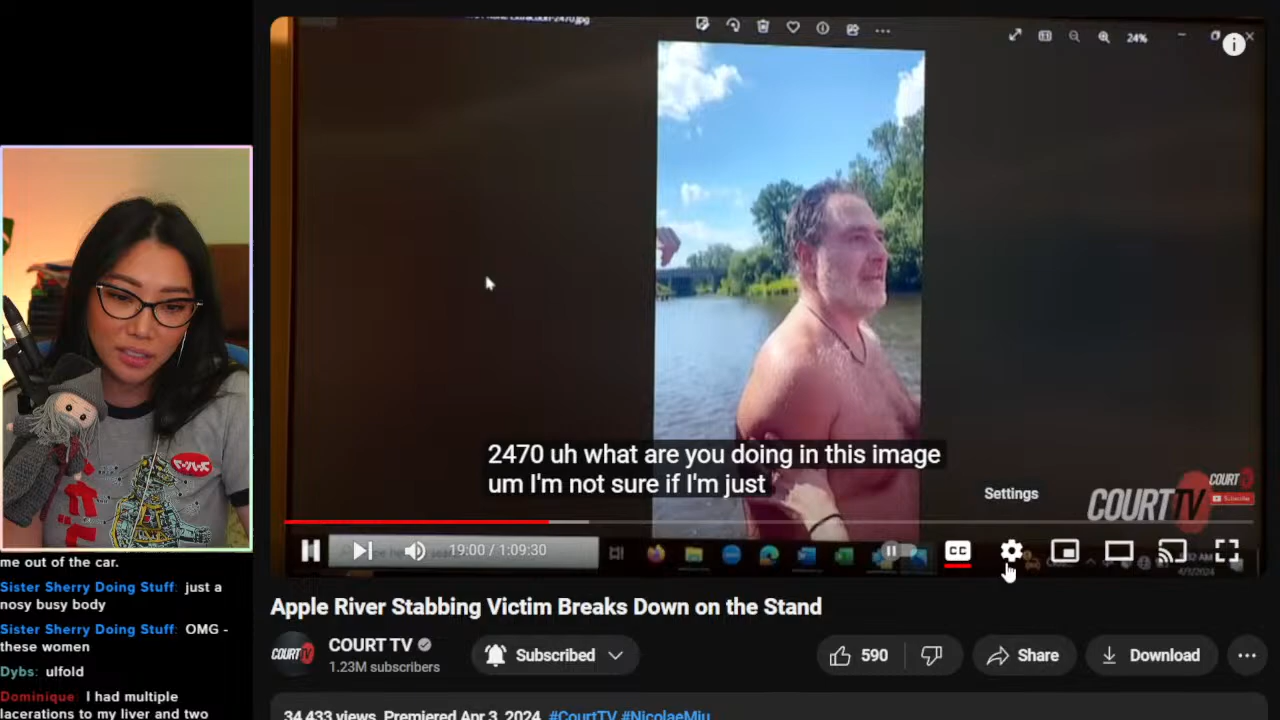 24%
i
2470 uh what are you doing in this image
um I'm not sure if I'm just
Settings
COURT TV
COURT
Subscribe
19:00 / 1:09:30
CC
Apple River Stabbing Victim Breaks Down on the Stand
COURT
COURT TV
1.23M subscribers
Subscribed
590
Share
Download
34,433 views Premiered Apr 3, 2024 #CourtTV #NicolaeMiu
me out of the car.
Sister Sherry Doing Stuff: just a
nosy busy body
Sister Sherry Doing Stuff: OMG -
these women
Dybs: ulfold
Dominique: I had multiple
lacerations to my liver and two